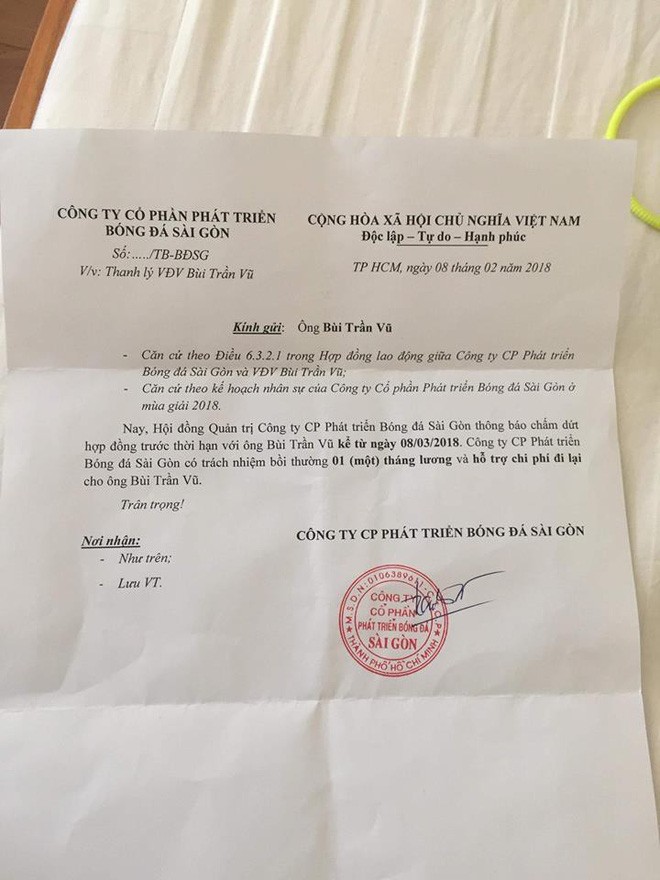 CÔNG TY CỔ PHẦN PHÁT TRIỂN
BÓNG ĐÁ SÀI GÒN
Số:...../TB-BĐSG
V/v: Thanh lý VĐV Bùi Trần Vũ
CỘNG HÒA XÃ HỘI CHỦ NGHĨA VIỆT NAM
Độc lập – Tự do – Hạnh phúc
TP HCM, ngày 08 tháng 02 năm 2018
Kính gửi: Ông Bùi Trần Vũ
- Căn cứ theo Điều 6.3.2.1 trong Hợp đồng lao động giữa Công ty CP Phát triển
Bóng đá Sài Gòn và VĐV Bùi Trần Vũ;
- Căn cứ theo kế hoạch nhân sự của Công ty Cổ phần Phát triển Bóng đá Sài Gòn ở
mùa giải 2018.
Nay, Hội đồng Quản trị Công ty CP Phát triển Bóng đá Sài Gòn thông báo chấm dứt
hợp đồng trước thời hạn với ông Bùi Trần Vũ kể từ ngày 08/03/2018. Công ty CP Phát triển
Bóng đá Sài Gòn có trách nhiệm bồi thường 01 (một) tháng lương và hỗ trợ chi phí đi lại
cho ông Bùi Trần Vũ.
Trân trọng!
Nơi nhận:
- Như trên;
- Lưu VT.
CÔNG TY CP PHÁT TRIỂN BÓNG ĐÁ SÀI GÒN
CÔNG TY
CỔ PHẦN
PHÁT TRIỂN BÓNG ĐÁ
SÀI GÒN
THÀNH PHỐ HỒ CHÍ MINH